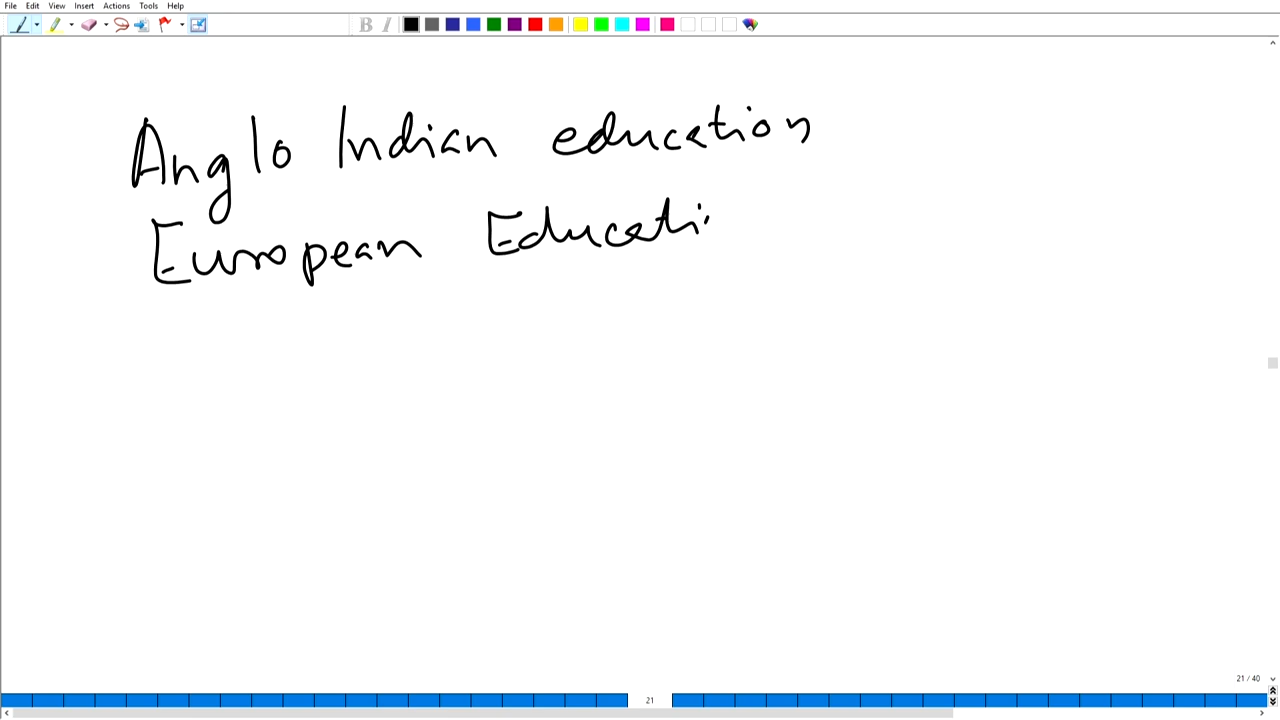 File Edit View Insert Actions Tools Help
B I
Anglo Indian education
European Educati
21 / 40
21